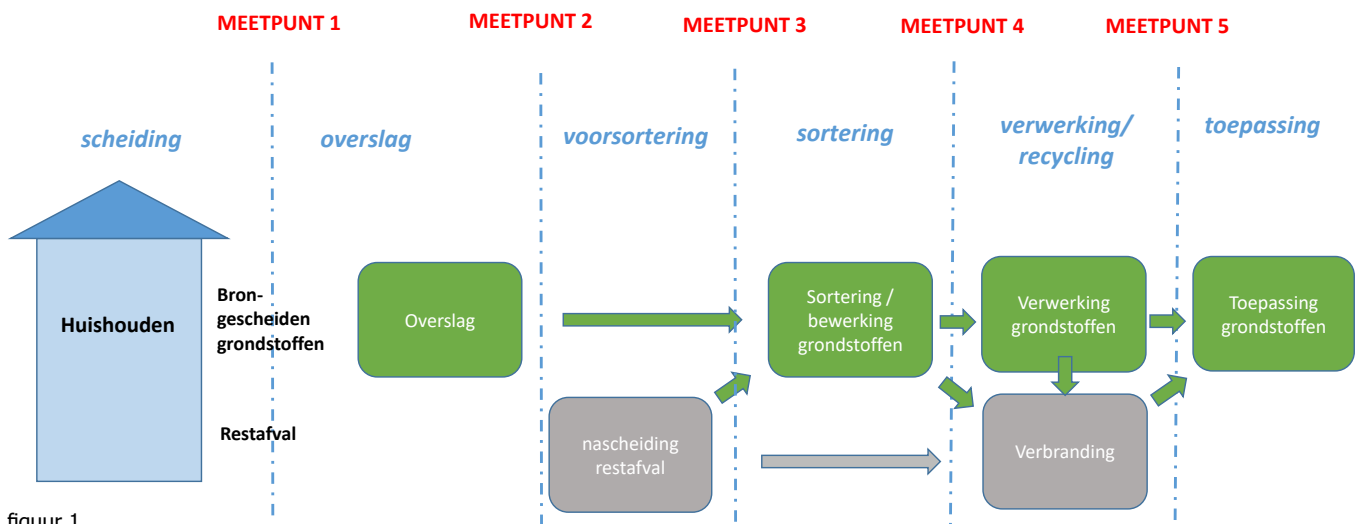 MEETPUNT 1
MEETPUNT 2
MEETPUNT 3
MEETPUNT 4
MEETPUNT 5
scheiding
overslag
voorsortering
sortering
verwerking/
recycling
toepassing
Huishouden
Bron-
gescheiden
grondstoffen
Restafval
Overslag
nascheiding
restafval
Sortering /
bewerking
grondstoffen
Verwerking
grondstoffen
Verbranding
Toepassing
grondstoffen
figuur 1